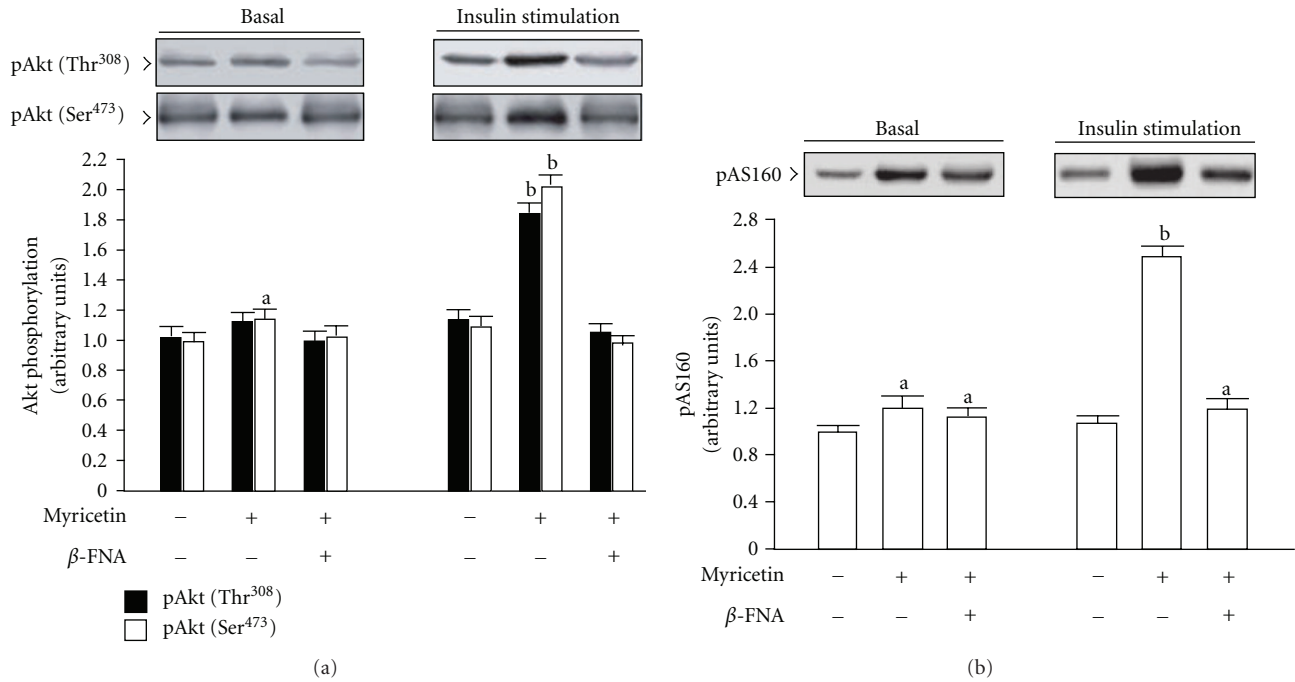 Basal
Insulin stimulation
pAkt (Thr³⁰⁸)
pAkt (Ser⁴⁷³)
2.2
2.0
1.8
1.6
1.4
1.2
1.0
0.8
0.6
0.4
0.2
0
Akt phosphorylation
(arbitrary units)
a
b
b
Myricetin − + + − + +
β-FNA − − + − − +
pAkt (Thr³⁰⁸)
pAkt (Ser⁴⁷³)
(a)
Basal
Insulin stimulation
pAS160
2.8
2.4
2
1.6
1.2
0.8
0.4
0
pAS160
(arbitrary units)
a
a
b
a
Myricetin − + + − + +
β-FNA − − + − − +
(b)